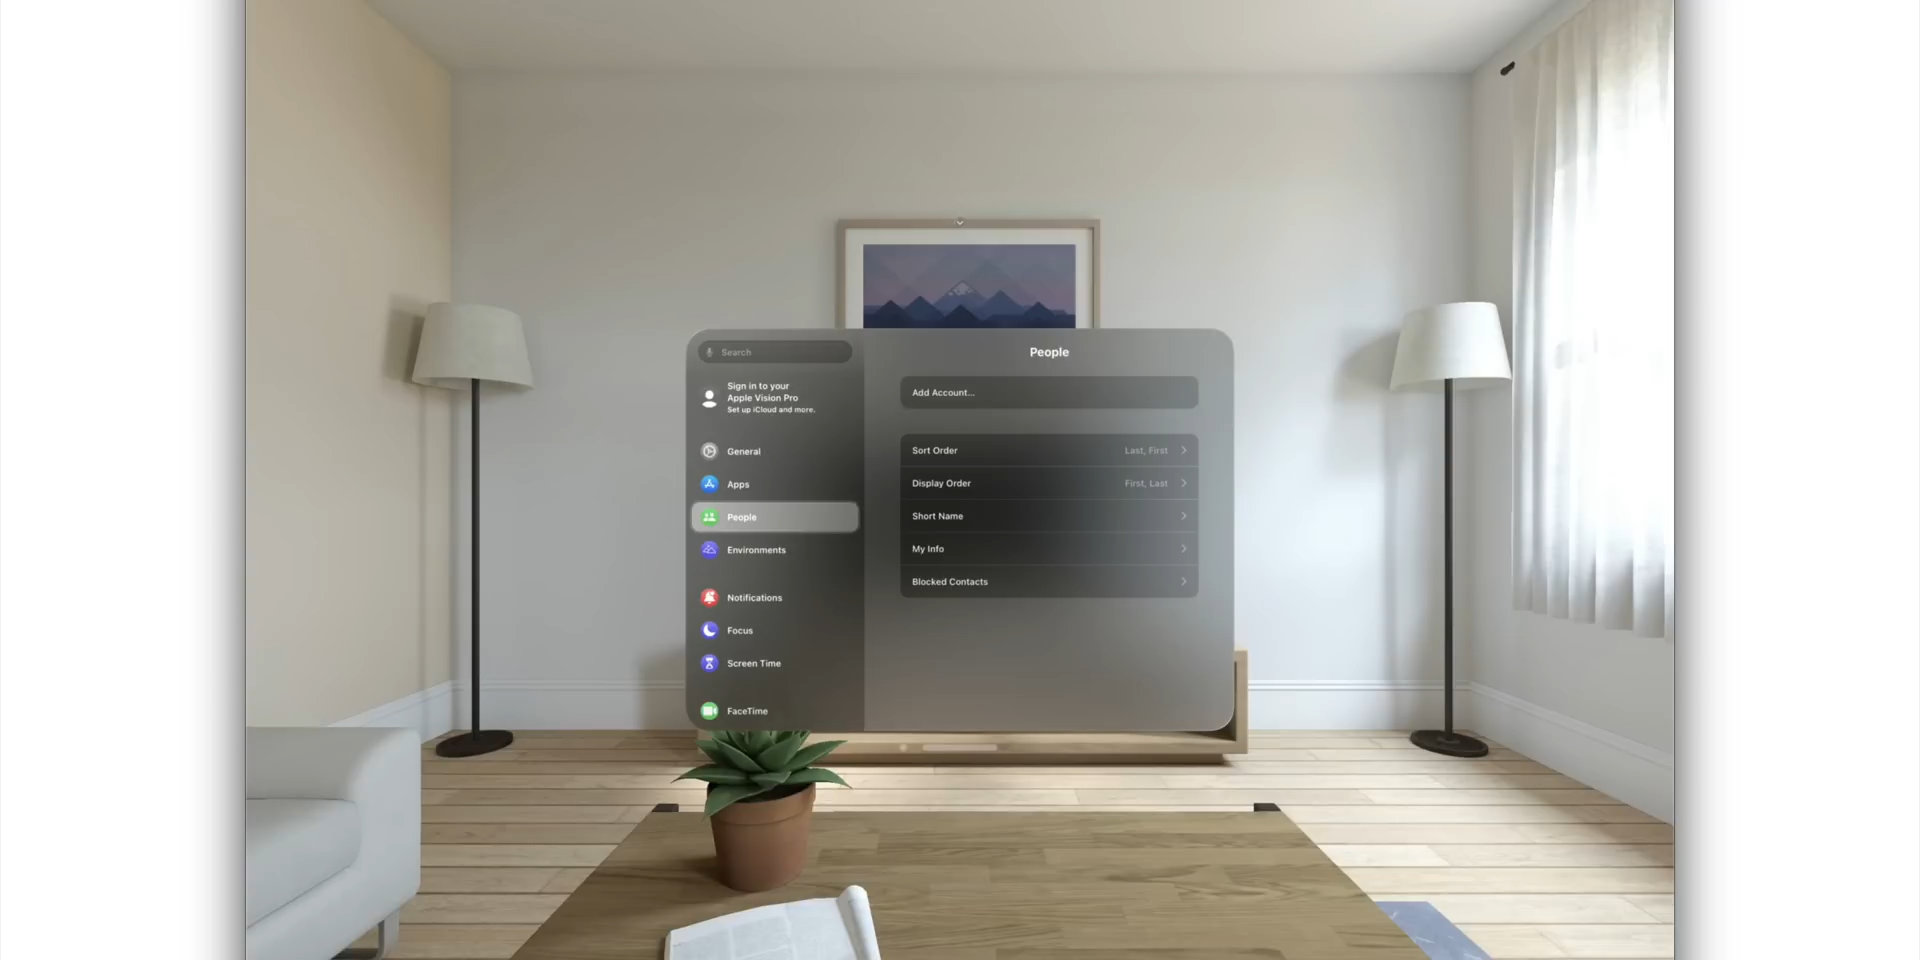 Search
Sign in to your
Apple Vision Pro
Set up iCloud and more.
General
Apps
People
Environments
Notifications
Focus
Screen Time
FaceTime
People
Add Account...
Sort Order Last, First
Display Order First, Last
Short Name
My Info
Blocked Contacts